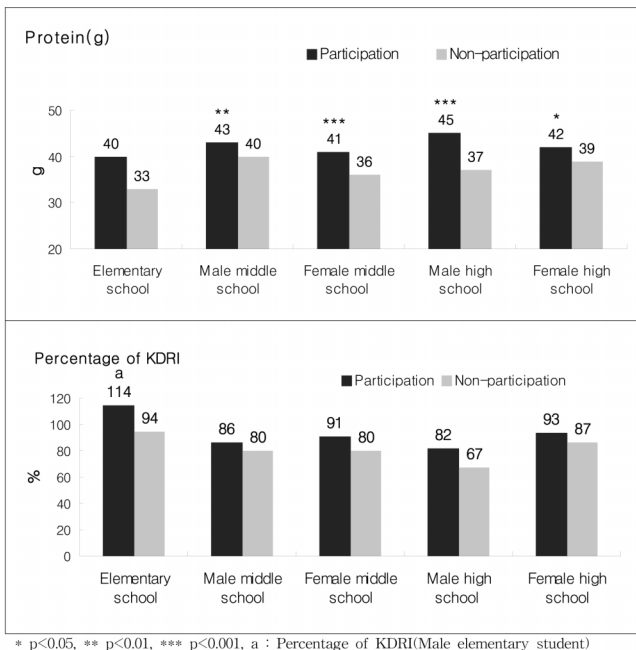 Protein(g)
Participation Non-participation
50
40
30
20
g
40
33
**
43
40
***
41
36
***
45
37
*
42
39
Elementary school
Male middle school
Female middle school
Male high school
Female high school
Percentage of KDRI
a
Participation Non-participation
120
100
80
60
40
20
0
%
114
94
86
80
91
80
82
67
93
87
Elementary school
Male middle school
Female middle school
Male high school
Female high school
* p<0.05, ** p<0.01, *** p<0.001, a : Percentage of KDRI(Male elementary student)